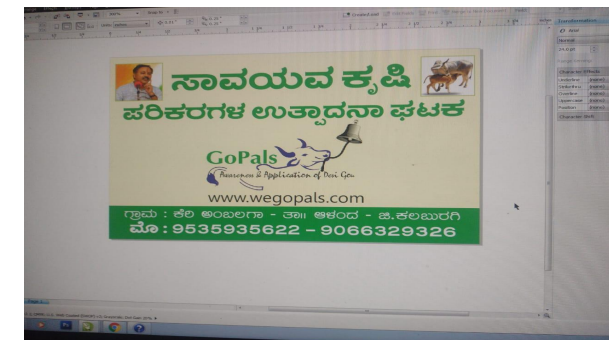 ಸಾವಯವ ಕೃಷಿ
ಪರಿಕರಗಳ ಉತ್ಪಾದನಾ ಘಟಕ
GoPals
Awareness & Application of Desi Gou
www.wegopals.com
ಗ್ರಾಮ : ಕೆರಿ ಅಂಬಲಗಾ - ತಾ॥ ಆಳಂದ - ಜಿ.ಕಲಬುರಗಿ
ಮೊ : 9535935622 - 9066329326